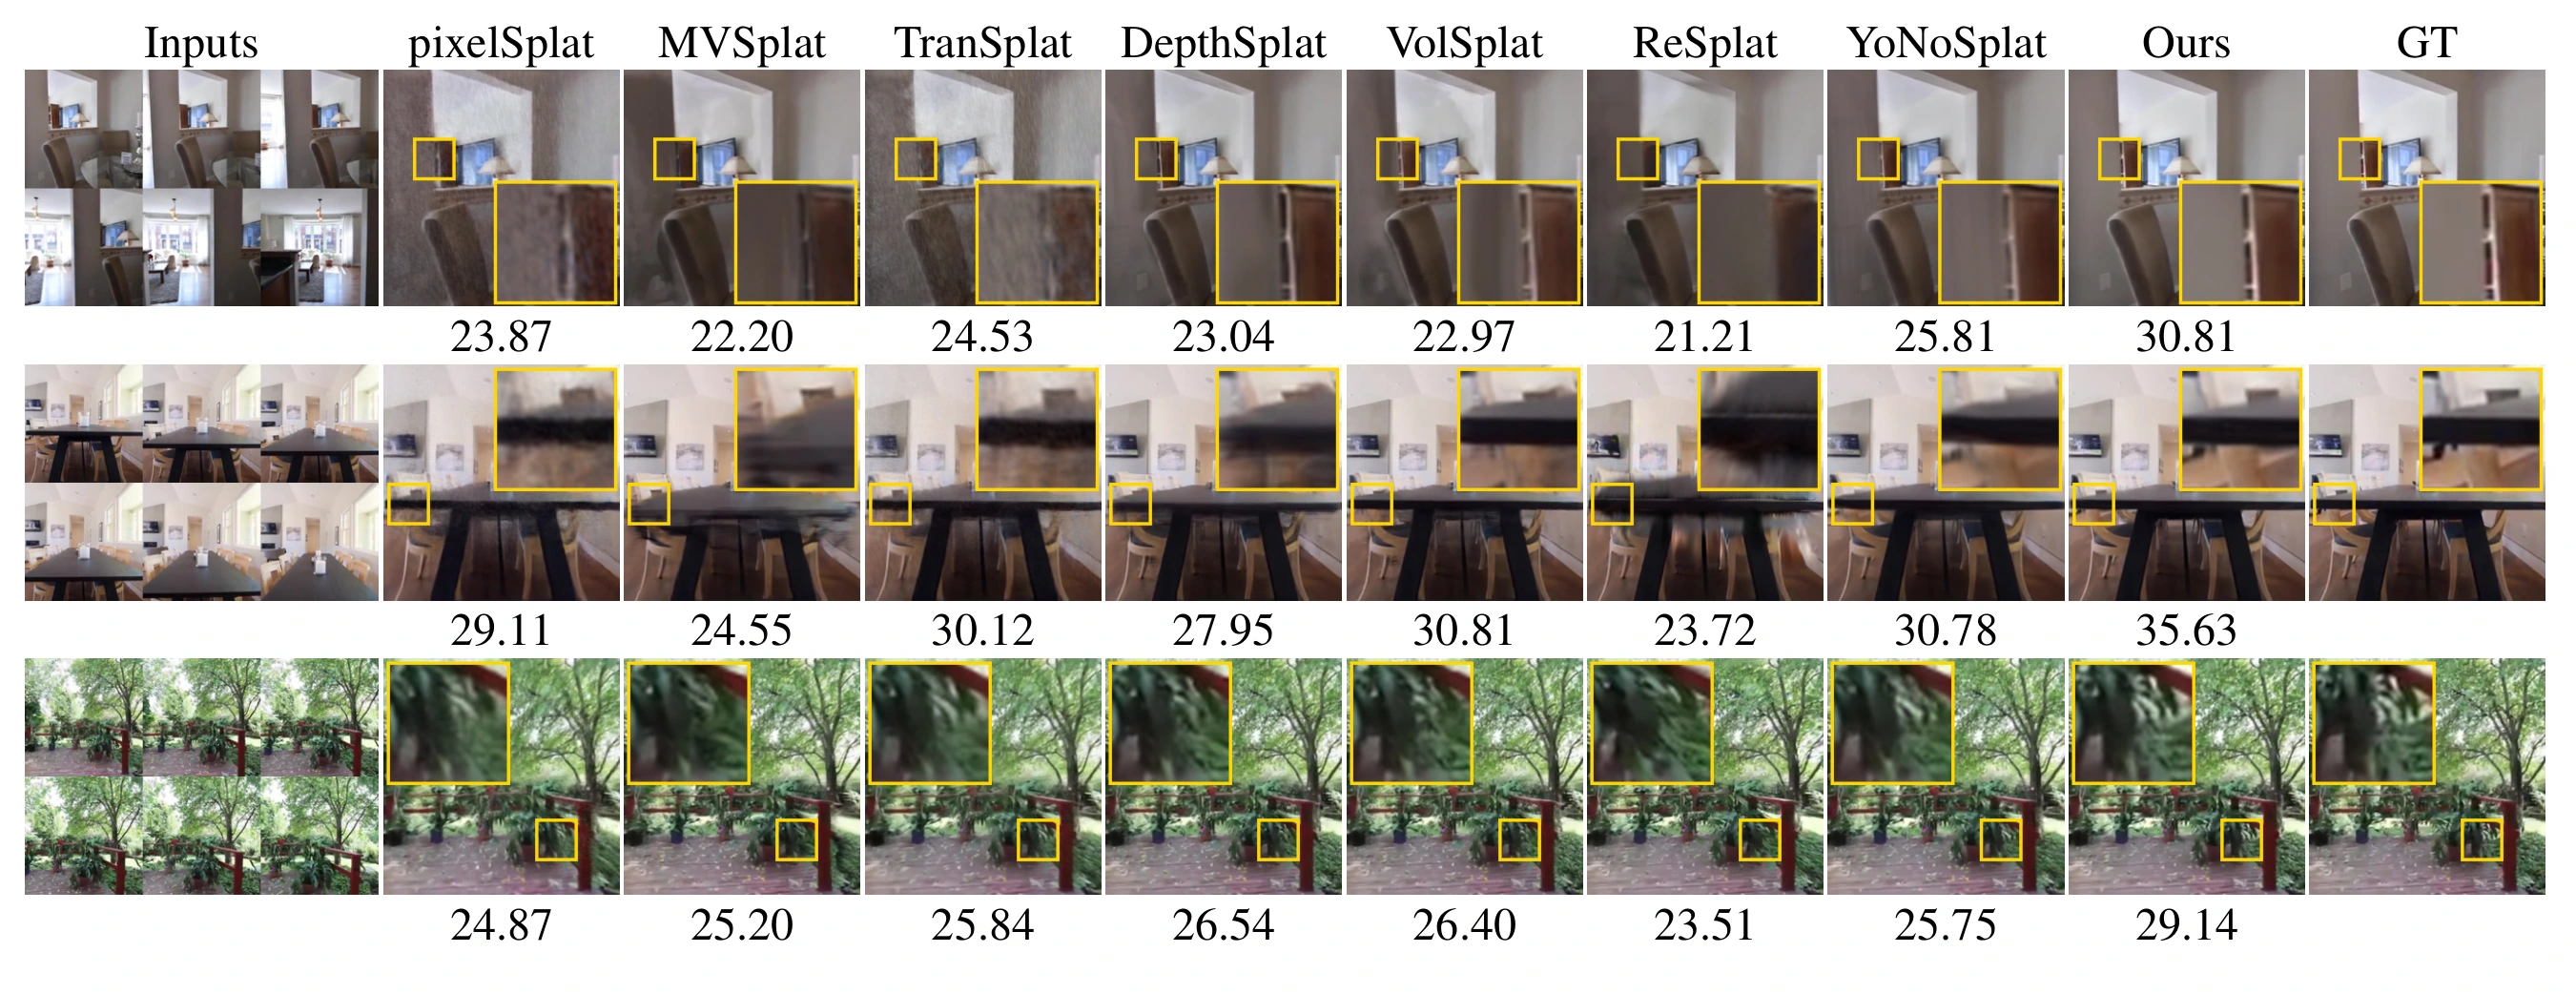 Inputs pixelSplat MVSplat TranSplat DepthSplat VolSplat ReSplat YoNoSplat Ours GT
23.87 22.20 24.53 23.04 22.97 21.21 25.81 30.81
29.11 24.55 30.12 27.95 30.81 23.72 30.78 35.63
24.87 25.20 25.84 26.54 26.40 23.51 25.75 29.14